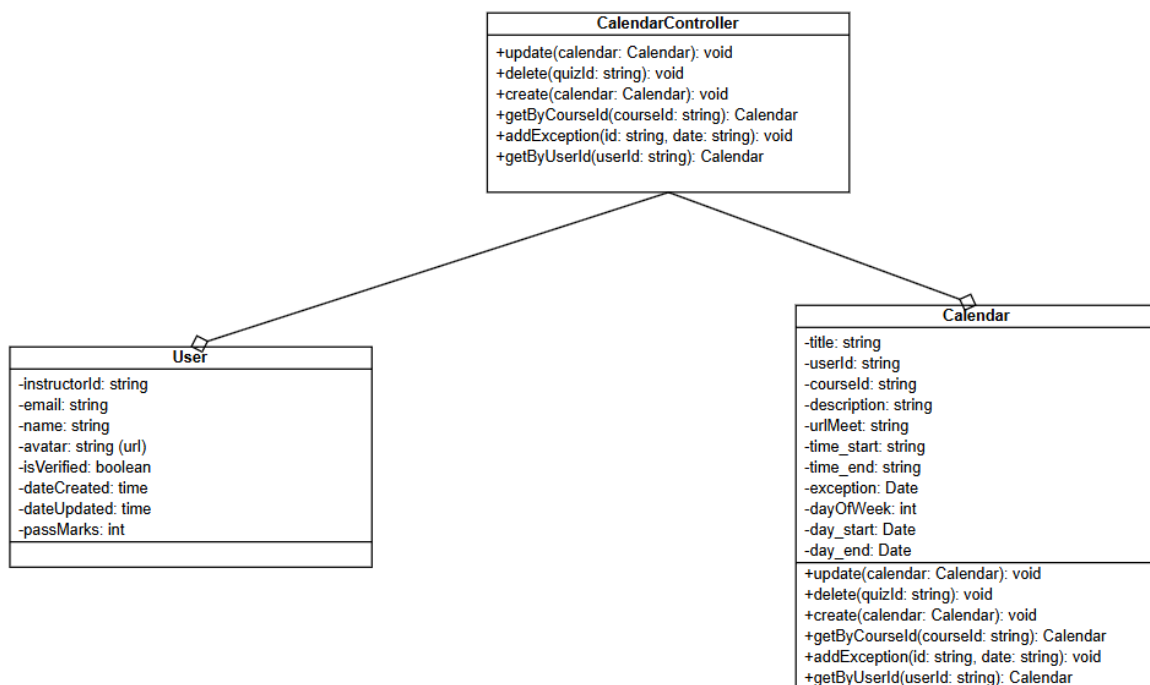 CalendarController
+update(calendar: Calendar): void
+delete(quizId: string): void
+create(calendar: Calendar): void
+getByCourseId(courseId: string): Calendar
+addException(id: string, date: string): void
+getByUserId(userId: string): Calendar
User
-instructorId: string
-email: string
-name: string
-avatar: string (url)
-isVerified: boolean
-dateCreated: time
-dateUpdated: time
-passMarks: int
Calendar
-title: string
-userId: string
-courseId: string
-description: string
-urlMeet: string
-time_start: string
-time_end: string
-exception: Date
-dayOfWeek: int
-day_start: Date
-day_end: Date
+update(calendar: Calendar): void
+delete(quizId: string): void
+create(calendar: Calendar): void
+getByCourseId(courseId: string): Calendar
+addException(id: string, date: string): void
+getByUserId(userId: string): Calendar